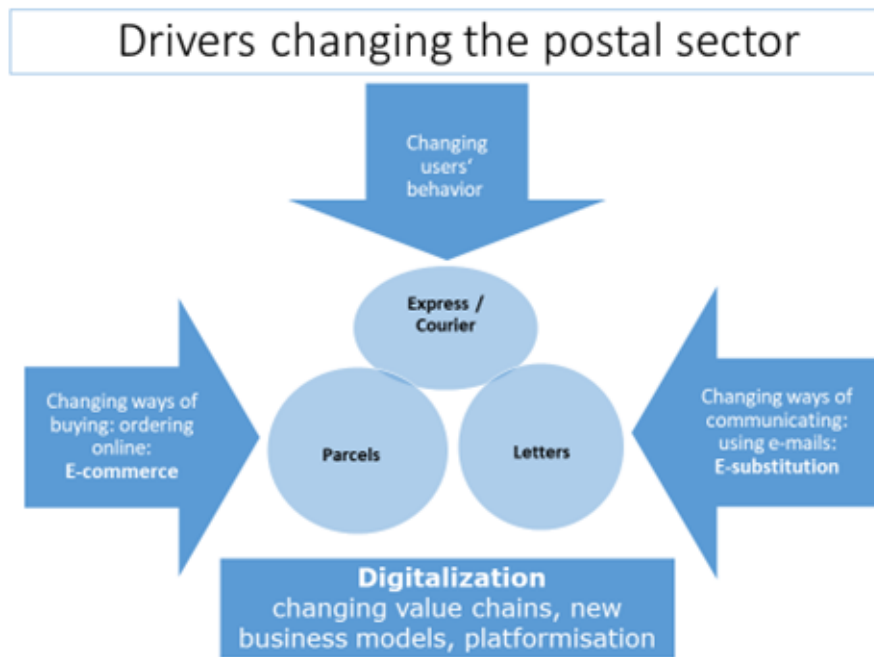 Drivers changing the postal sector
Changing
users‘
behavior
Express /
Courier
Changing ways of
buying: ordering
online:
E-commerce
Parcels
Letters
Changing ways of
communicating:
using e-mails:
E-substitution
Digitalization
changing value chains, new
business models, platformisation